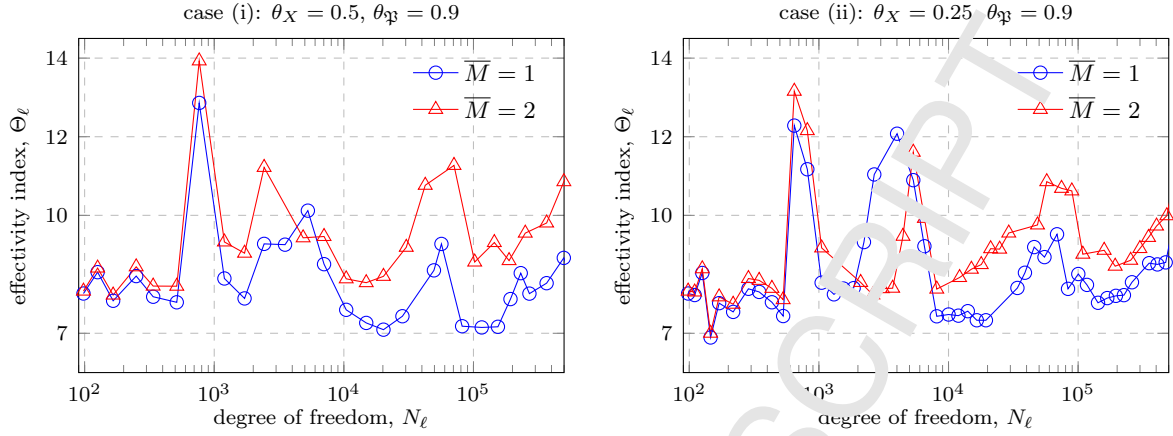 case (i): θ_X = 0.5, θ_𝔓 = 0.9
14
12
10
7
10^2
10^3
10^4
10^5
effectivity index, Θ_ℓ
degree of freedom, N_ℓ
M̅ = 1
M̅ = 2
case (ii): θ_X = 0.25 θ_𝔓 = 0.9
14
12
10
7
10^2
10^3
10^4
10^5
effectivity index, Θ_ℓ
degree of freedom, N_ℓ
M̅ = 1
M̅ = 2
SCRIPT